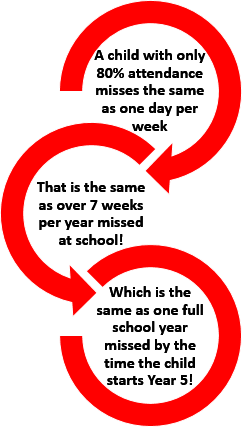 A child with only
80% attendance
misses the same
as one day per
week
That is the same
as over 7 weeks
per year missed
at school!
Which is the
same as one full
school year
missed by the
time the child
starts Year 5!